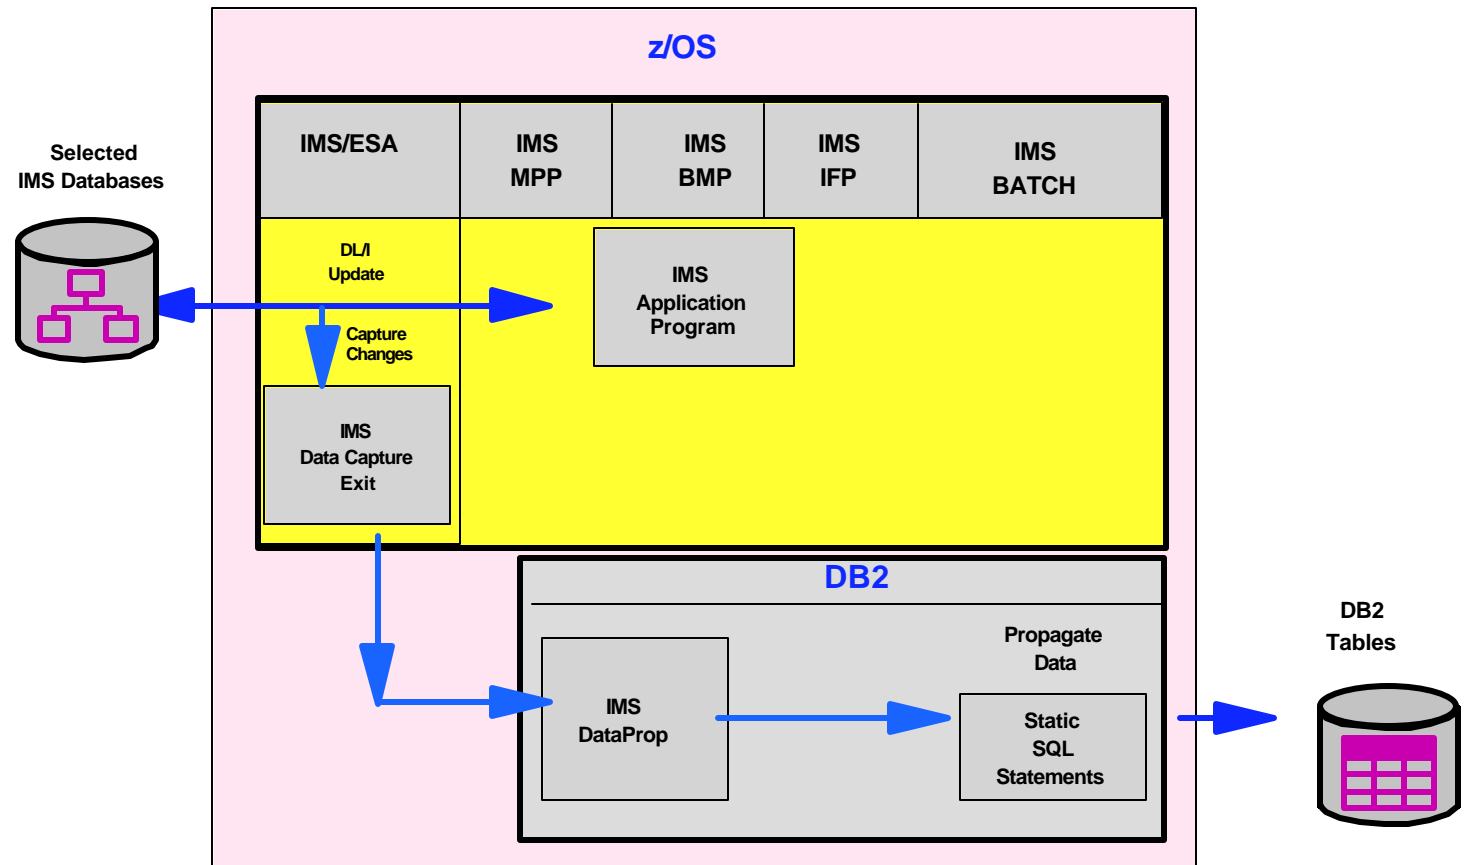 z/OS
Selected
IMS Databases
IMS/ESA
IMS
MPP
IMS
BMP
IMS
IFP
IMS
BATCH
DL/I
Update
IMS
Application
Program
Capture
Changes
IMS
Data Capture
Exit
DB2
Propagate
Data
IMS
DataProp
Static
SQL
Statements
DB2
Tables